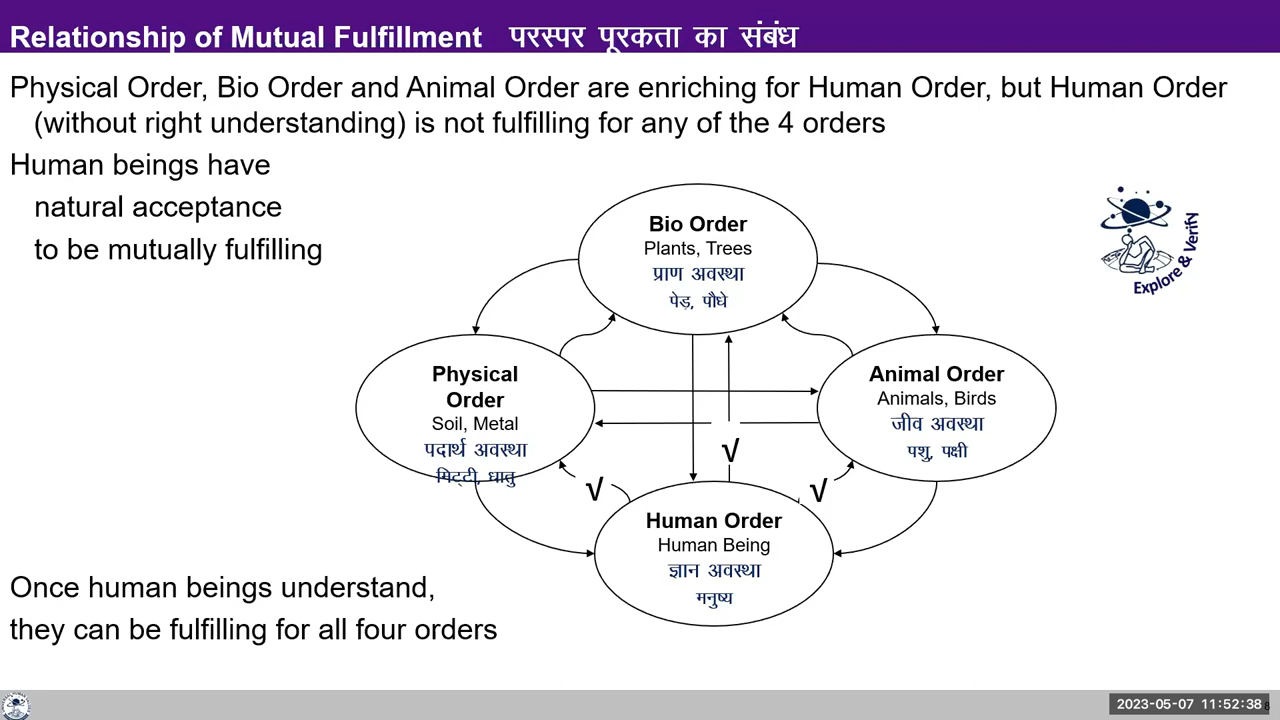 Relationship of Mutual Fulfillment परस्पर पूरकता का संबंध
Physical Order, Bio Order and Animal Order are enriching for Human Order, but Human Order
(without right understanding) is not fulfilling for any of the 4 orders
Human beings have
natural acceptance
to be mutually fulfilling
Bio Order
Plants, Trees
प्राण अवस्था
पेड़, पौधे
Explore & Verify
Physical
Order
Soil, Metal
पदार्थ अवस्था
मिट्टी, धातु
Animal Order
Animals, Birds
जीव अवस्था
पशु, पक्षी
√
√
√
Human Order
Human Being
ज्ञान अवस्था
मनुष्य
Once human beings understand,
they can be fulfilling for all four orders
2023-05-07 11:52:38
8